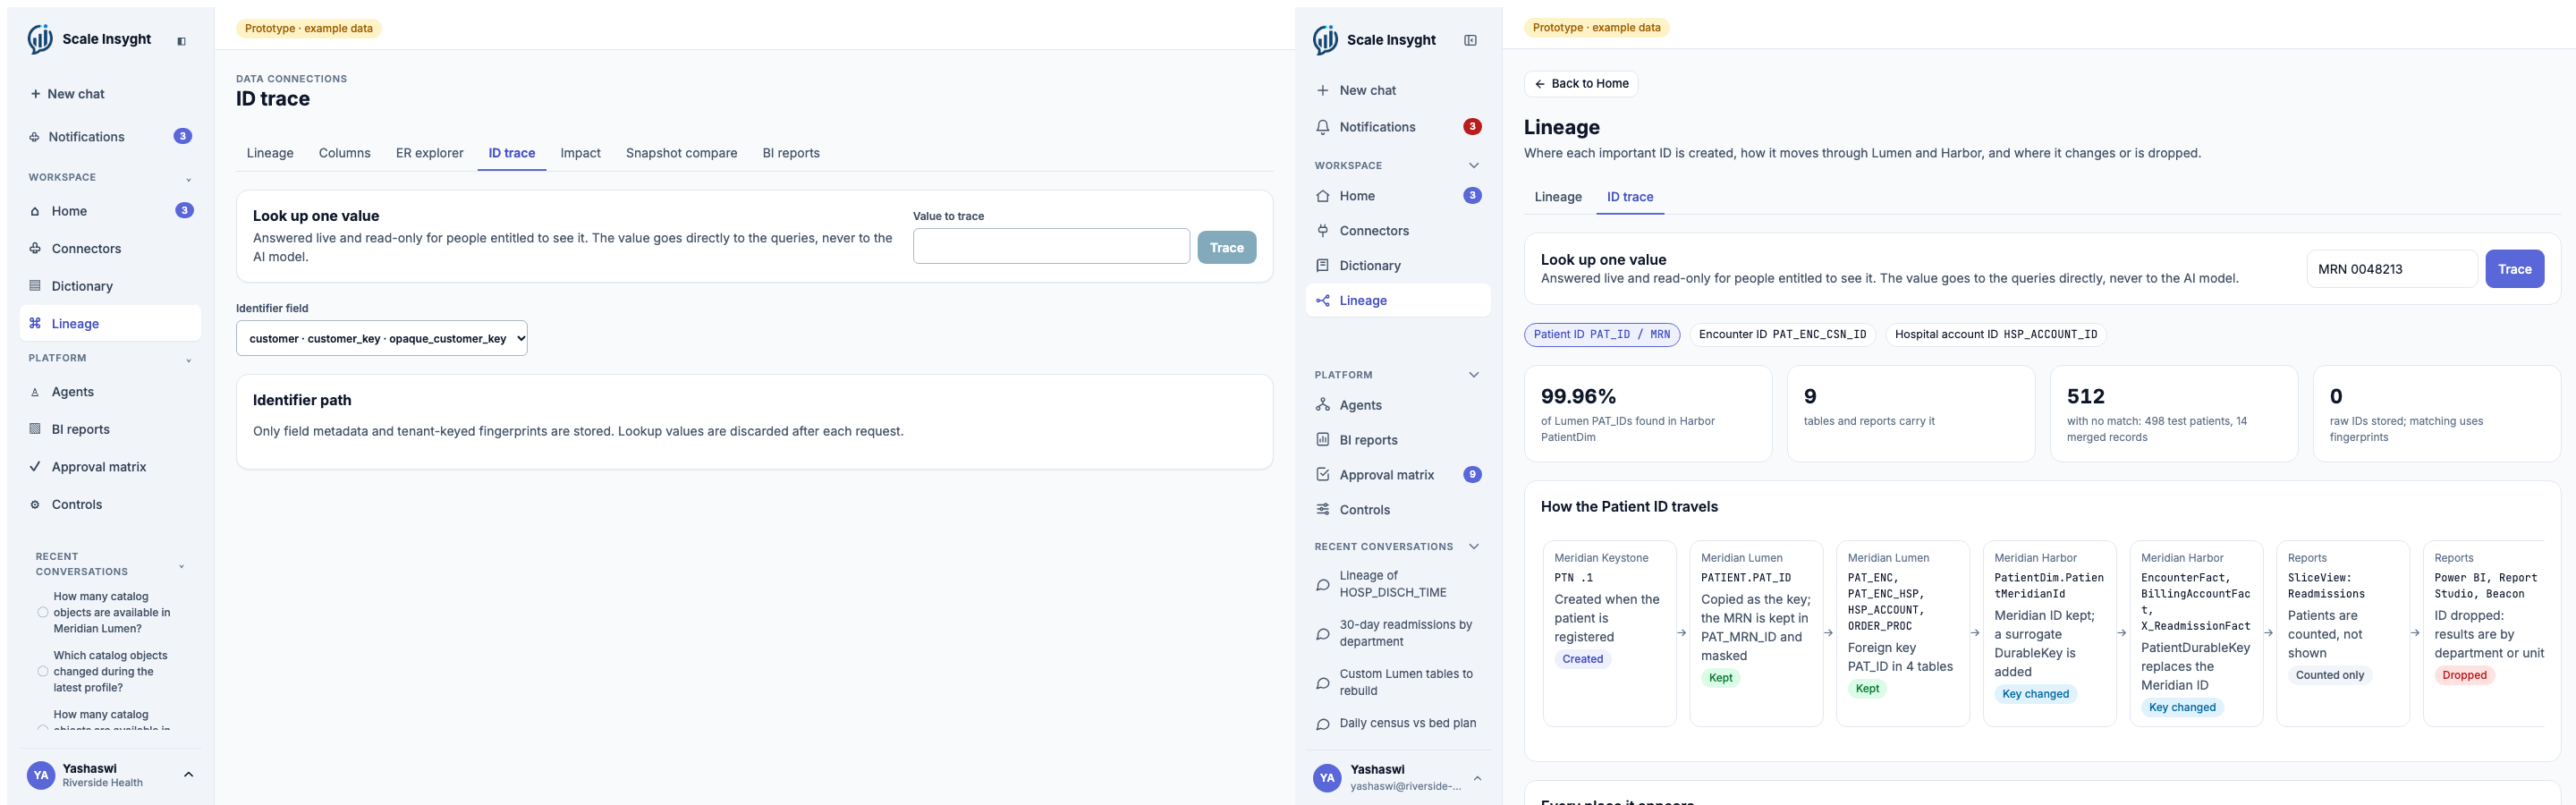 Scale Insyght
New chat
Notifications 3
WORKSPACE
Home 3
Connectors
Dictionary
Lineage
PLATFORM
Agents
BI reports
Approval matrix
Controls
RECENT
CONVERSATIONS
How many catalog
objects are available in
Meridian Lumen?
Which catalog objects
changed during the
latest profile?
How many catalog
objects are available in
YA
Yashaswi
Riverside Health
Prototype · example data
DATA CONNECTIONS
ID trace
Lineage Columns ER explorer ID trace Impact Snapshot compare BI reports
Look up one value
Answered live and read-only for people entitled to see it. The value goes directly to the queries, never to the
AI model.
Value to trace
Trace
Identifier field
customer · customer_key · opaque_customer_key
Identifier path
Only field metadata and tenant-keyed fingerprints are stored. Lookup values are discarded after each request.
Scale Insyght
New chat
Notifications 3
WORKSPACE
Home 3
Connectors
Dictionary
Lineage
PLATFORM
Agents
BI reports
Approval matrix 9
Controls
RECENT CONVERSATIONS
Lineage of
HOSP_DISCH_TIME
30-day readmissions by
department
Custom Lumen tables to
rebuild
Daily census vs bed plan
YA
Yashaswi
yashaswi@riverside-...
Prototype · example data
← Back to Home
Lineage
Where each important ID is created, how it moves through Lumen and Harbor, and where it changes or is dropped.
Lineage ID trace
Look up one value
Answered live and read-only for people entitled to see it. The value goes to the queries directly, never to the AI model.
MRN 0048213
Trace
Patient ID PAT_ID / MRN
Encounter ID PAT_ENC_CSN_ID
Hospital account ID HSP_ACCOUNT_ID
99.96%
of Lumen PAT_IDs found in Harbor
PatientDim
9
tables and reports carry it
512
with no match: 498 test patients, 14
merged records
0
raw IDs stored; matching uses
fingerprints
How the Patient ID travels
Meridian Keystone
PTN .1
Created when the
patient is
registered
Created
→
Meridian Lumen
PATIENT.PAT_ID
Copied as the key;
the MRN is kept in
PAT_MRN_ID and
masked
Kept
→
Meridian Lumen
PAT_ENC,
PAT_ENC_HSP,
HSP_ACCOUNT,
ORDER_PROC
Foreign key
PAT_ID in 4 tables
Kept
→
Meridian Harbor
PatientDim.Patien
tMeridianId
Meridian ID kept;
a surrogate
DurableKey is
added
Key changed
→
Meridian Harbor
EncounterFact,
BillingAccountFac
t,
X_ReadmissionFact
PatientDurableKey
replaces the
Meridian ID
Key changed
→
Reports
SliceView:
Readmissions
Patients are
counted, not
shown
Counted only
→
Reports
Power BI, Report
Studio, Beacon
ID dropped:
results are by
department or unit
Dropped
Every place it appears